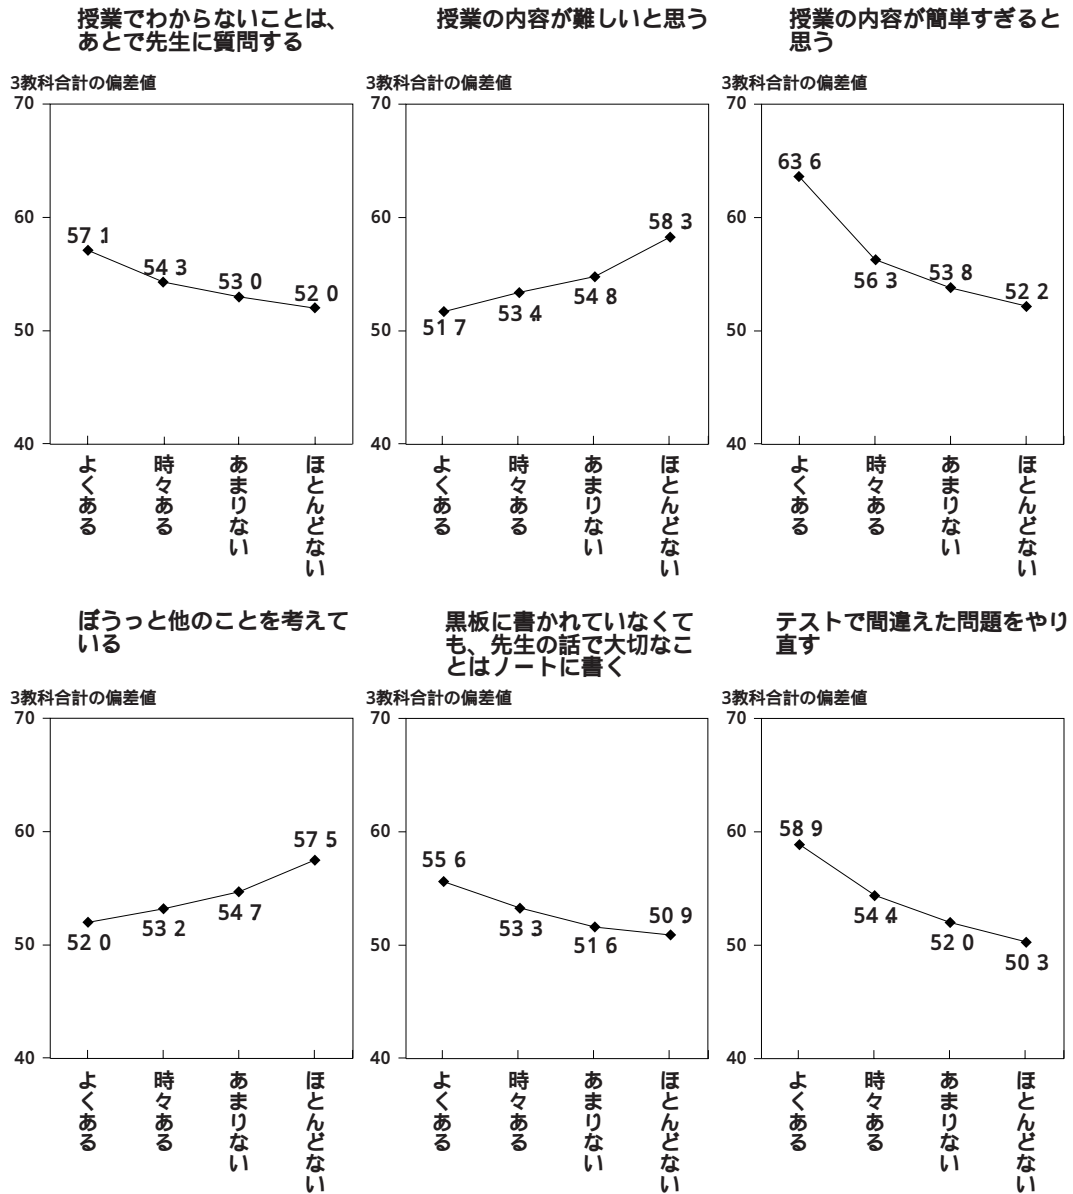 授業でわからないことは、
あとで先生に質問する
3教科合計の偏差値
70
60
50
40
57.1
54.3
53.0
52.0
よくある
時々ある
あまりない
ほとんどない
授業の内容が難しいと思う
3教科合計の偏差値
70
60
50
40
51.7
53.4
54.8
58.3
よくある
時々ある
あまりない
ほとんどない
授業の内容が簡単すぎると
思う
3教科合計の偏差値
70
60
50
40
63.6
56.3
53.8
52.2
よくある
時々ある
あまりない
ほとんどない
ぼうっと他のことを考えて
いる
3教科合計の偏差値
70
60
50
40
52.0
53.2
54.7
57.5
よくある
時々ある
あまりない
ほとんどない
黒板に書かれていなくて
も、先生の話で大切なこ
とはノートに書く
3教科合計の偏差値
70
60
50
40
55.6
53.3
51.6
50.9
よくある
時々ある
あまりない
ほとんどない
テストで間違えた問題をやり
直す
3教科合計の偏差値
70
60
50
40
58.9
54.4
52.0
50.3
よくある
時々ある
あまりない
ほとんどない